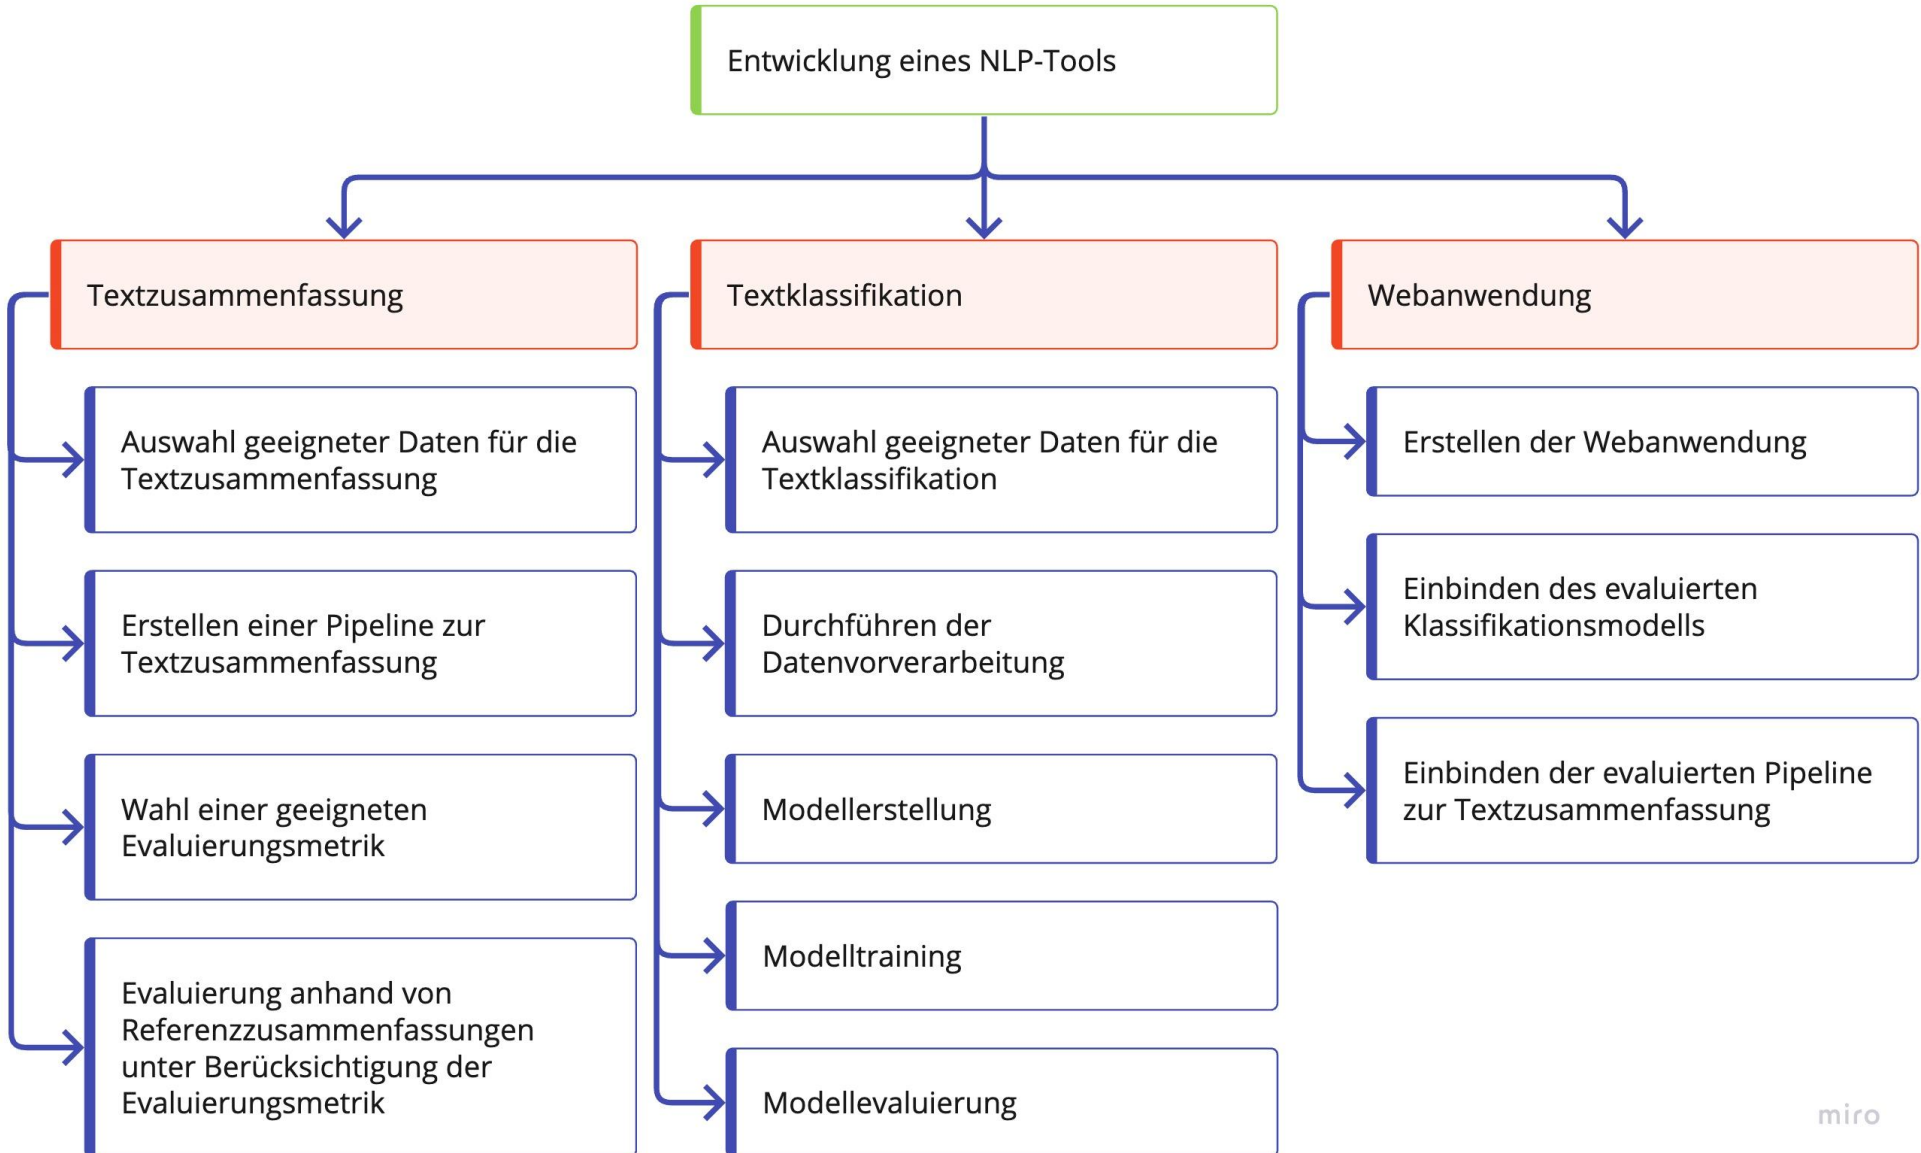 Entwicklung eines NLP-Tools
Textzusammenfassung
Auswahl geeigneter Daten für die
Textzusammenfassung
Erstellen einer Pipeline zur
Textzusammenfassung
Wahl einer geeigneten
Evaluierungsmetrik
Evaluierung anhand von
Referenzzusammenfassungen
unter Berücksichtigung der
Evaluierungsmetrik
Textklassifikation
Auswahl geeigneter Daten für die
Textklassifikation
Durchführen der
Datenvorverarbeitung
Modellerstellung
Modelltraining
Modellevaluierung
Webanwendung
Erstellen der Webanwendung
Einbinden des evaluierten
Klassifikationsmodells
Einbinden der evaluierten Pipeline
zur Textzusammenfassung
miro